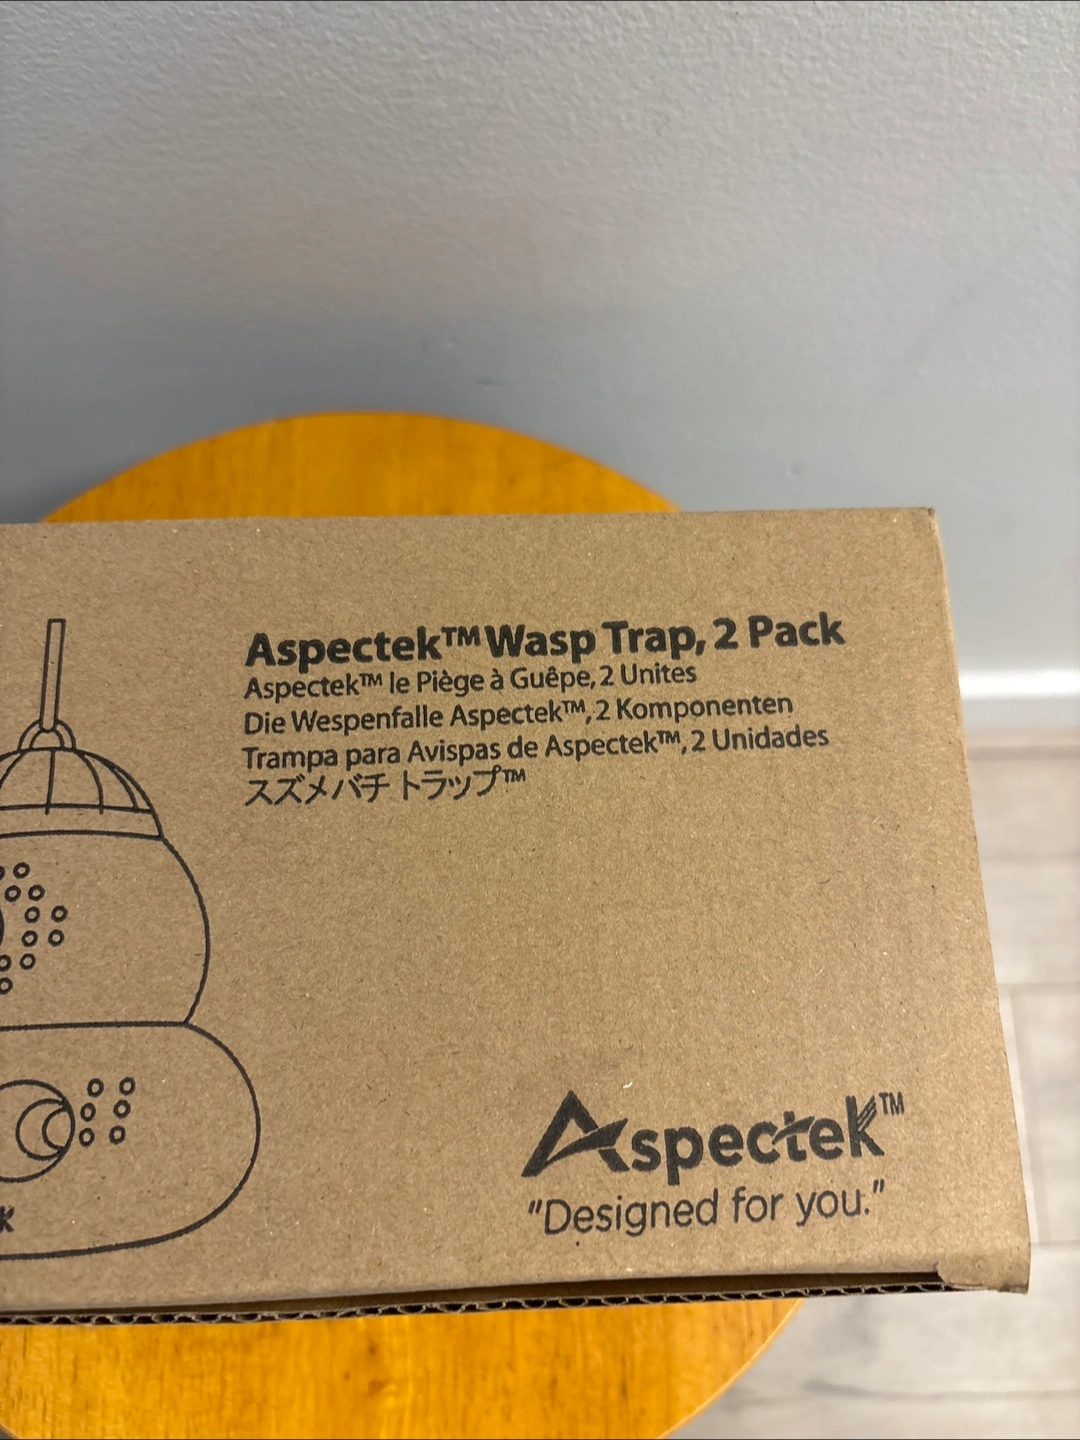 Aspectek™ Wasp Trap, 2 Pack
Aspectek™ le Piège à Guêpe, 2 Unites
Die Wespenfalle Aspectek™, 2 Komponenten
Trampa para Avispas de Aspectek™, 2 Unidades
スズメバチ トラップ™
Aspectek™
"Designed for you."